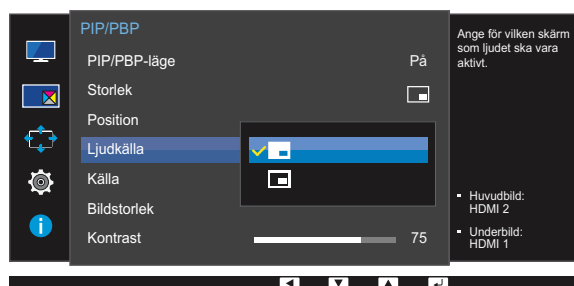 PIP/PBP
PIP/PBP-läge På
Storlek
Position
Ljudkälla
Källa
Bildstorlek
Kontrast 75
Ange för vilken skärm
som ljudet ska vara
aktivt.
Huvudbild:
HDMI 2
Underbild:
HDMI 1